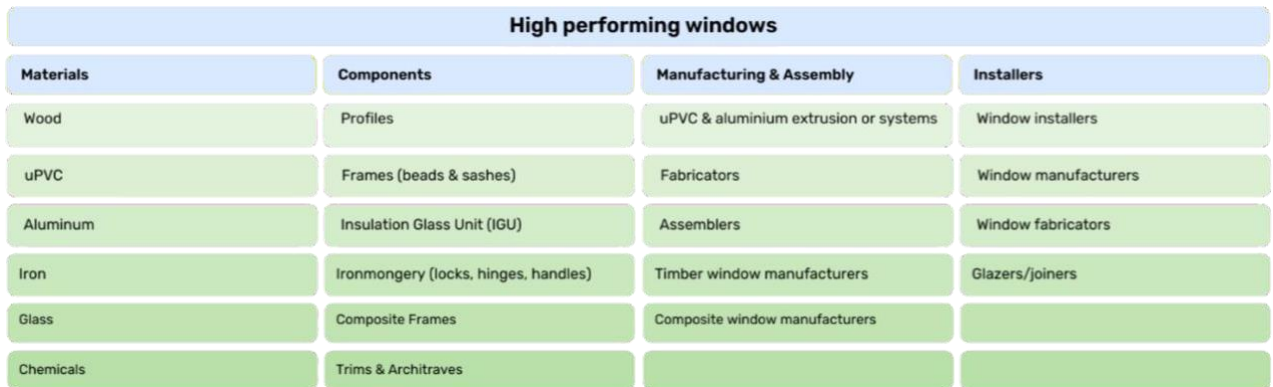 High performing windows
Materials
Components
Manufacturing & Assembly
Installers
Wood
Profiles
uPVC & aluminium extrusion or systems
Window installers
uPVC
Frames (beads & sashes)
Fabricators
Window manufacturers
Aluminum
Insulation Glass Unit (IGU)
Assemblers
Window fabricators
Iron
Ironmongery (locks, hinges, handles)
Timber window manufacturers
Glazers/joiners
Glass
Composite Frames
Composite window manufacturers
Chemicals
Trims & Architraves